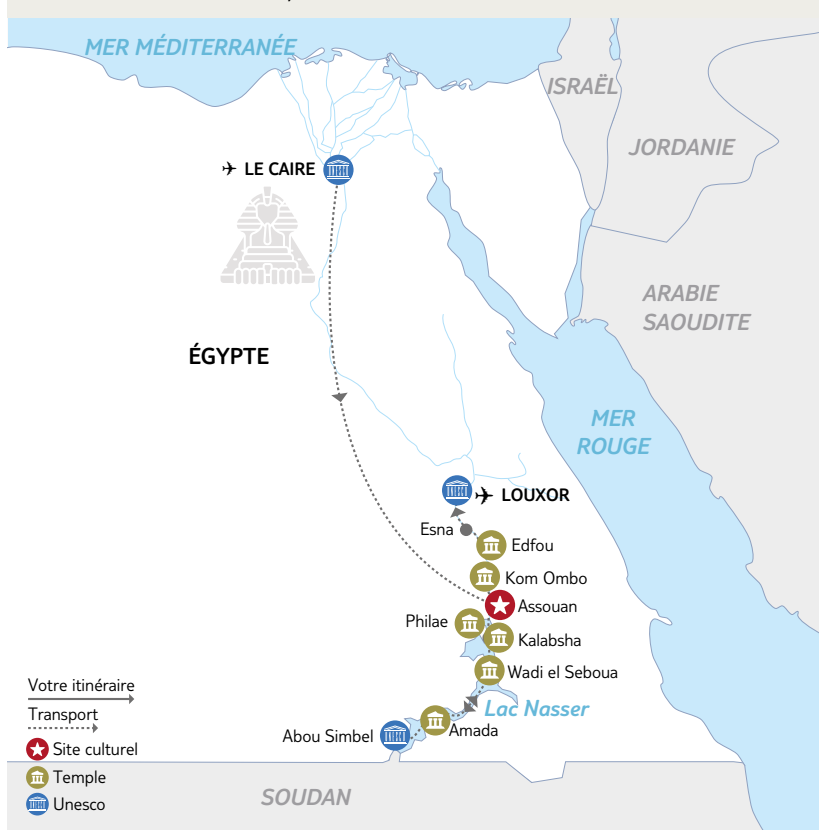 MER MÉDITERRANÉE
ISRAËL
JORDANIE
LE CAIRE
ARABIE
SAOUDITE
ÉGYPTE
MER
ROUGE
LOUXOR
Esna
Edfou
Kom Ombo
Assouan
Philae
Kalabsha
Wadi el Seboua
Votre itinéraire
Lac Nasser
Transport
Amada
Abou Simbel
Site culturel
Temple
SOUDAN
Unesco